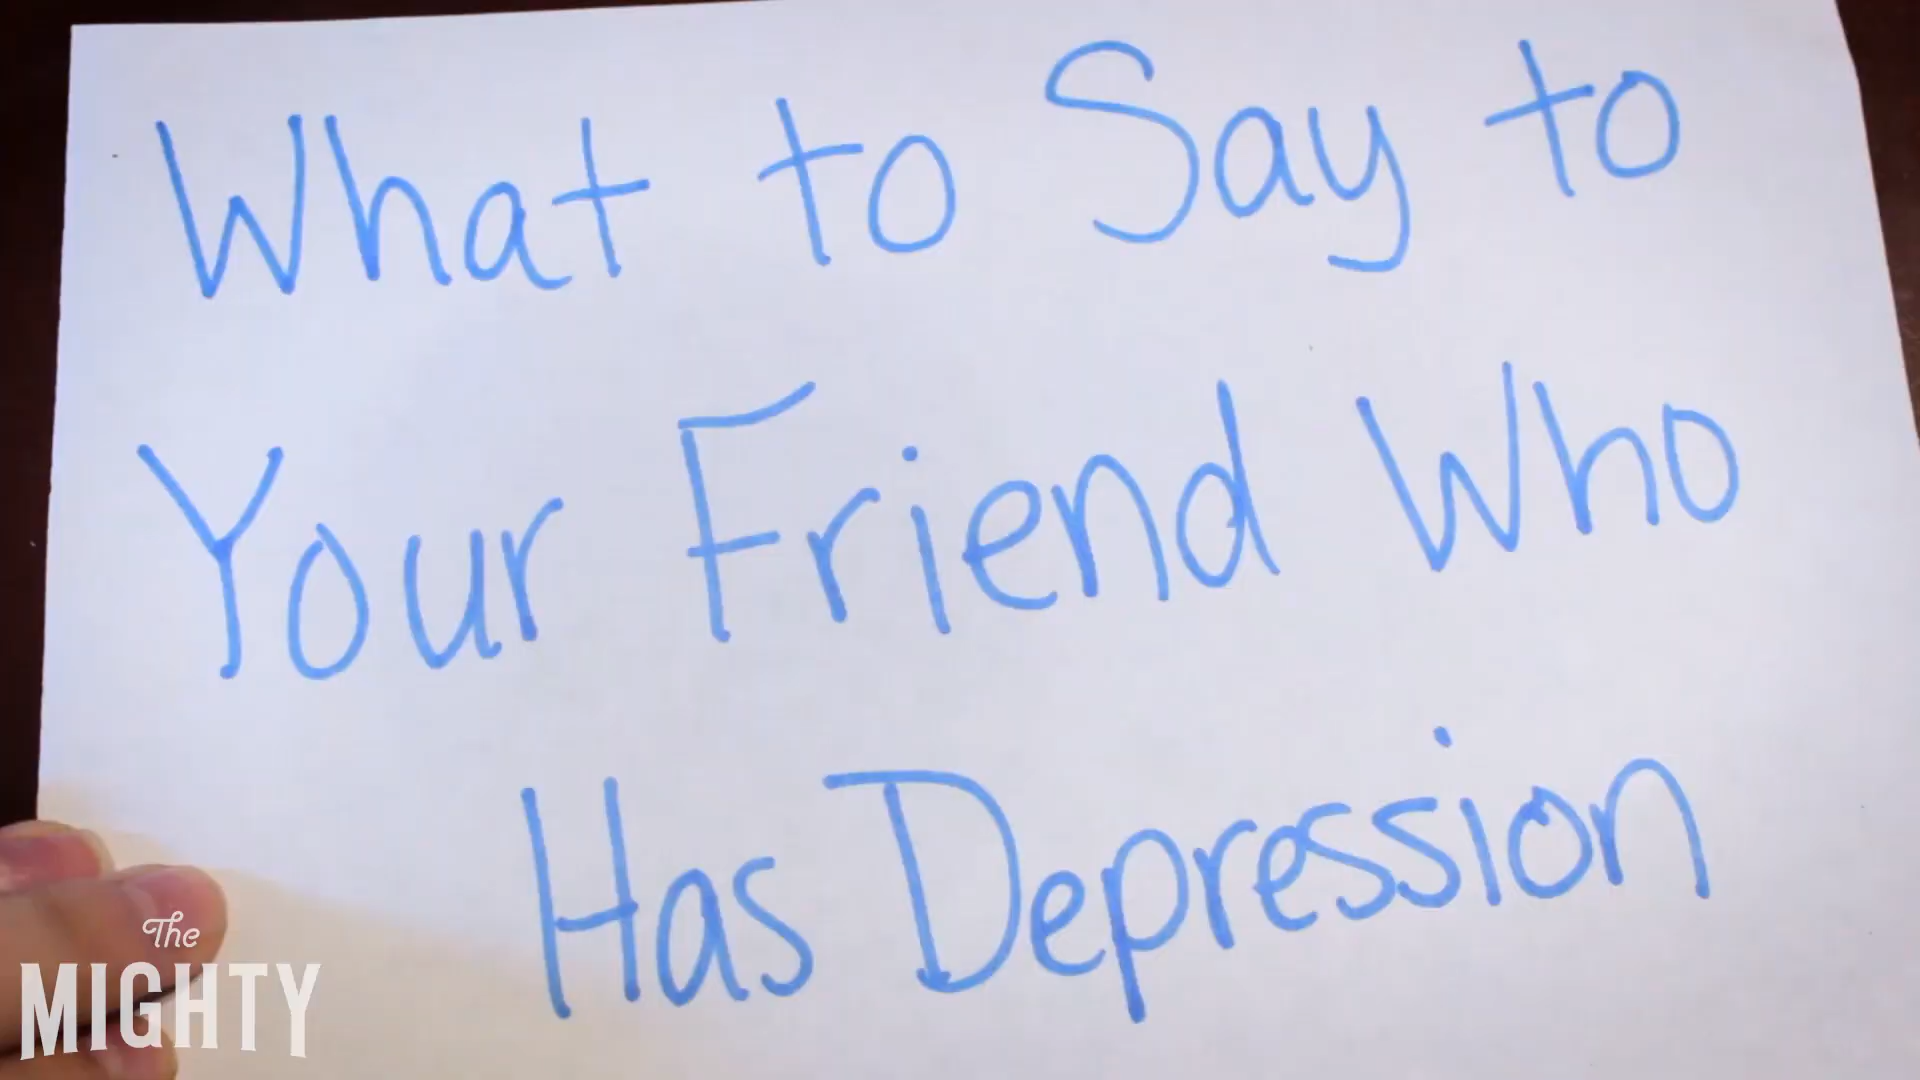 What to Say to
Your Friend Who
Has Depression
The
MIGHTY